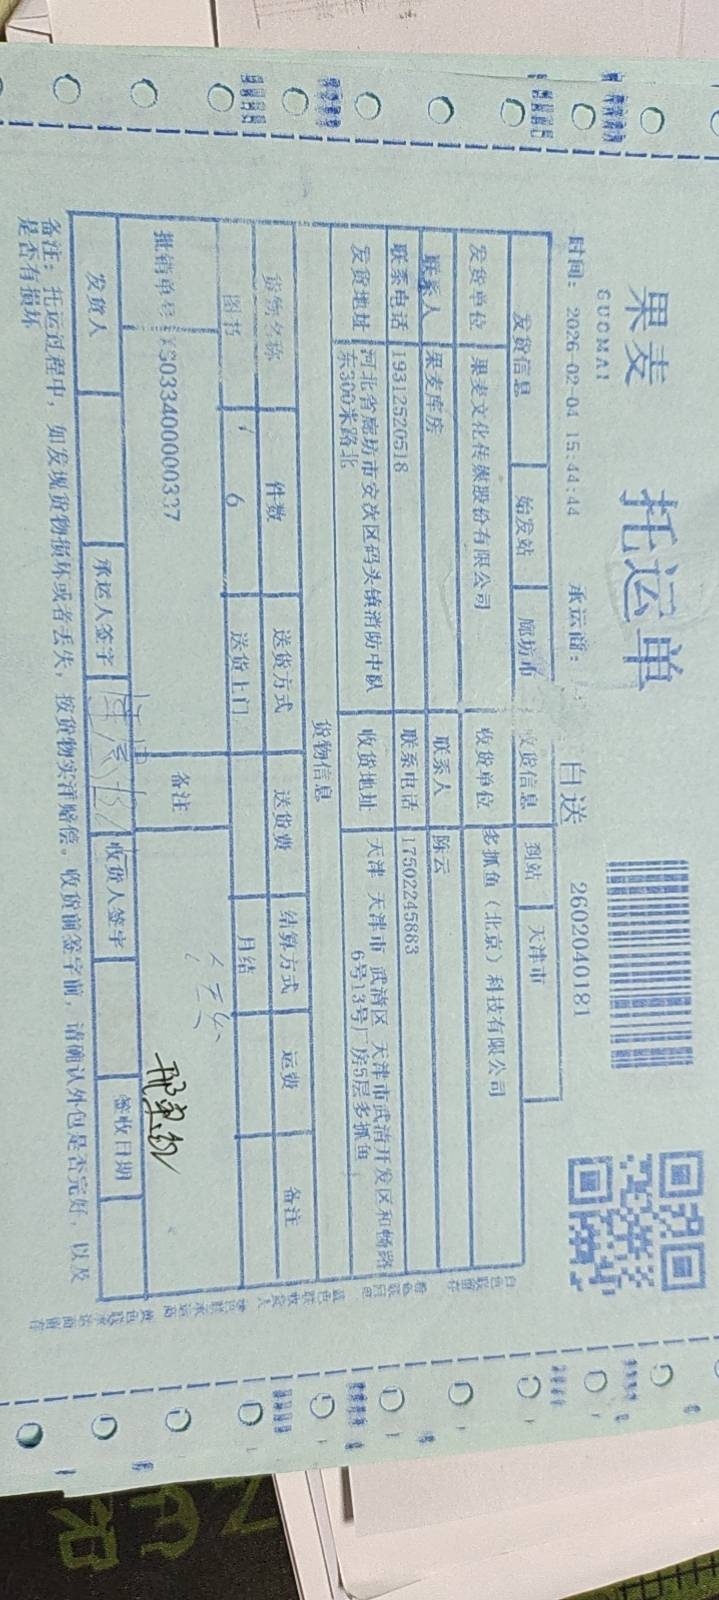 果麦 托运单
GUOMAI
时间: 2026-02-04 15:44:44 承运商: 自送 2602040181
发货信息 始发站 廊坊市 收货信息 到站 天津市
发货单位 果麦文化传媒股份有限公司 收货单位 多抓鱼（北京）科技有限公司
联系人 果麦库房 联系人 陈云
联系电话 19312520518 联系电话 17502245883
发货地址 河北省廊坊市安次区码头镇消防中队
东300米路北 收货地址 天津 天津市 武清区 天津市武清开发区和畅路
6号13号厂房5层多抓鱼
货物信息
货物名称 件数 送货方式 送货费 结算方式 运费 备注
图书 6 送货上门 月结
批销单号 XS033400000337 备注
发货人 承运人签字 收货人签字 签收日期
备注: 托运过程中, 如发现货物损坏或者丢失, 按货物实洋赔偿。收货前签字前, 请确认外包是否完好, 以及
是否有损坏